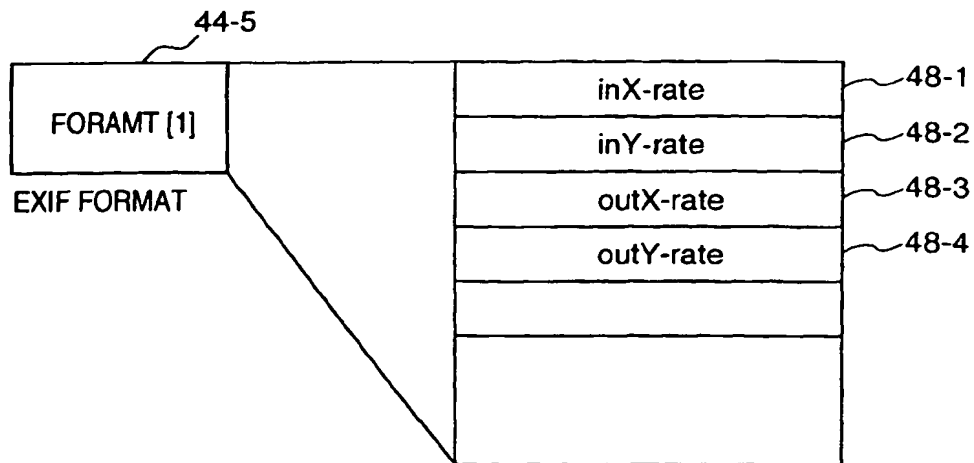 44-5
FORAMT [1]
EXIF FORMAT
inX-rate
48-1
inY-rate
48-2
outX-rate
48-3
outY-rate
48-4